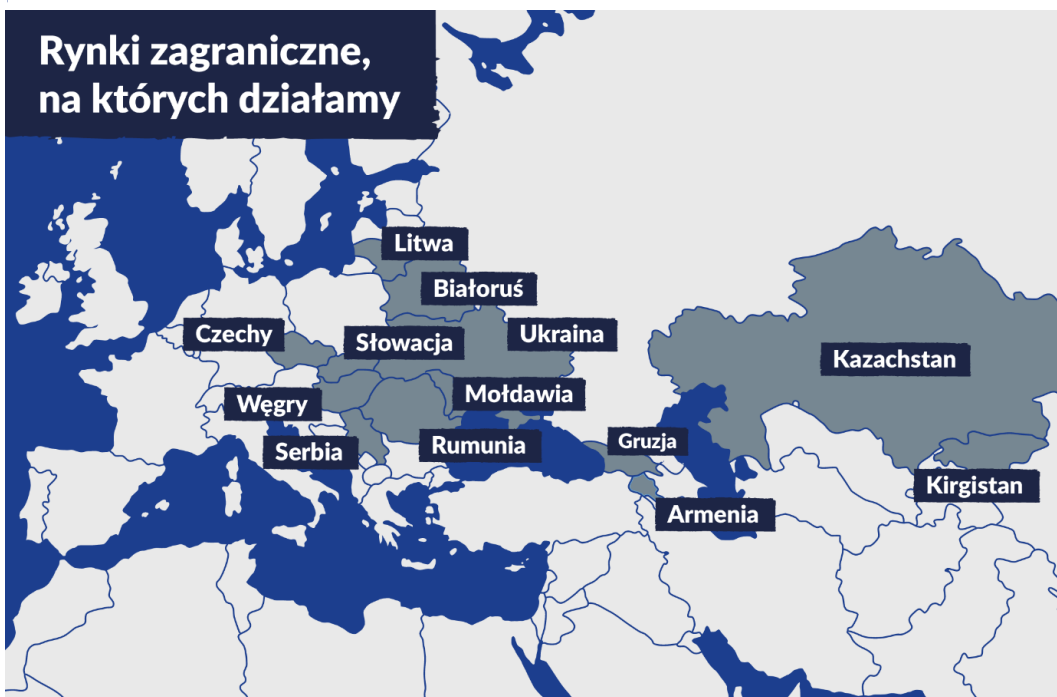 Rynki zagraniczne,
na których działamy
Litwa
Białoruś
Czechy
Słowacja
Ukraina
Kazachstan
Węgry
Mołdawia
Serbia
Rumunia
Gruzja
Kirgistan
Armenia